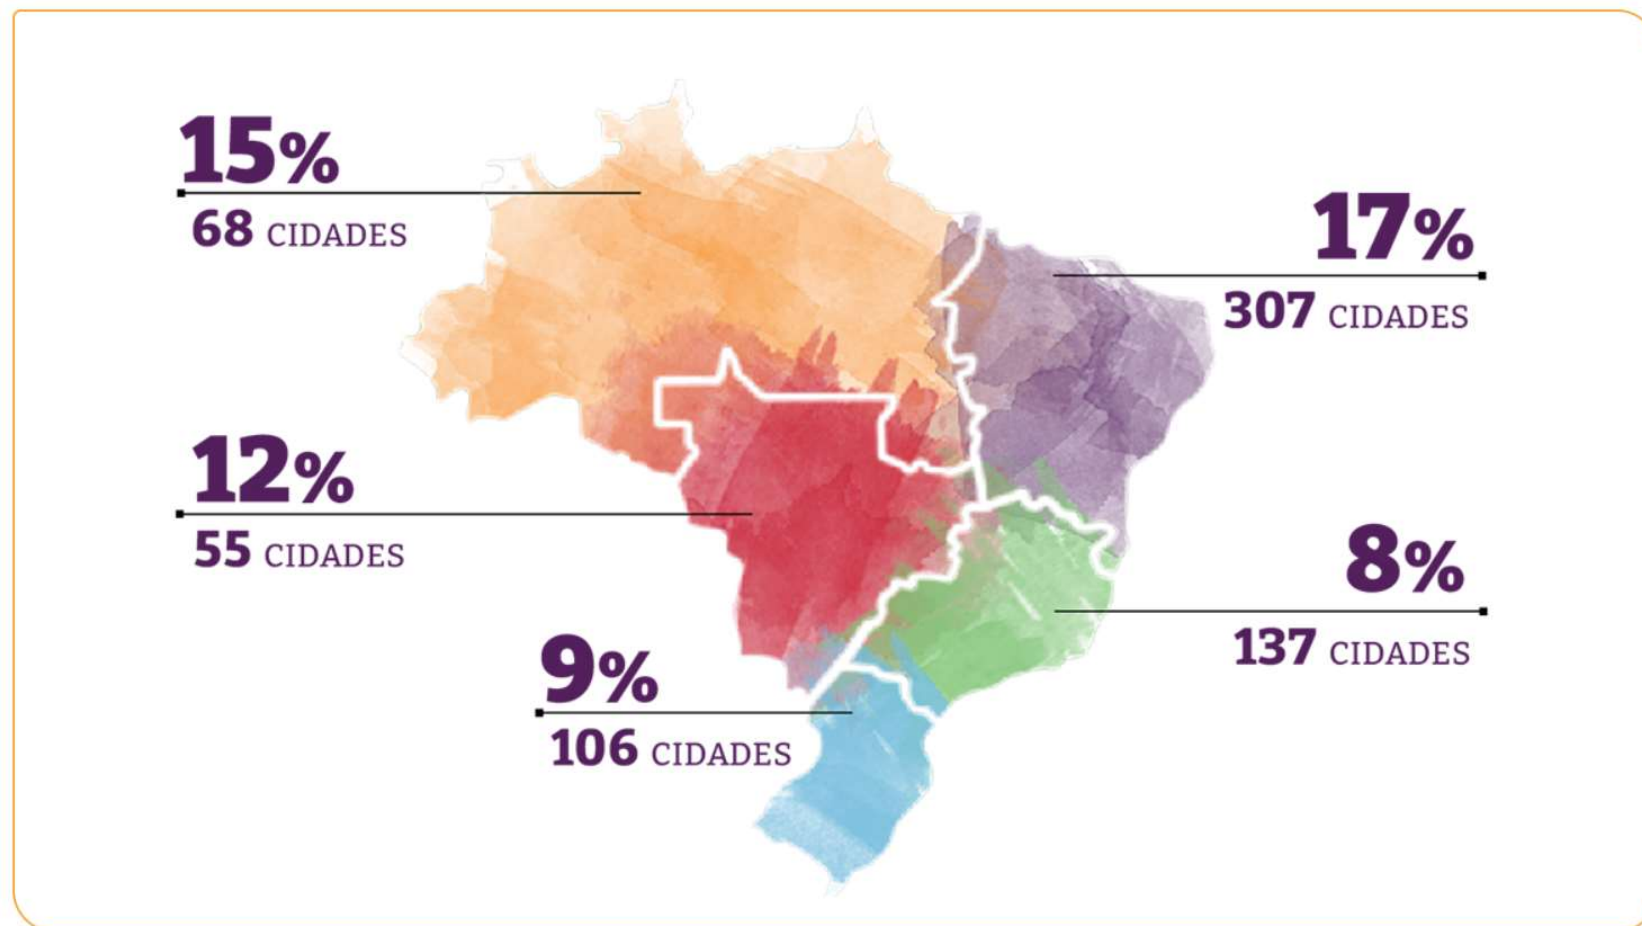 15%
68 CIDADES
17%
307 CIDADES
12%
55 CIDADES
8%
137 CIDADES
9%
106 CIDADES